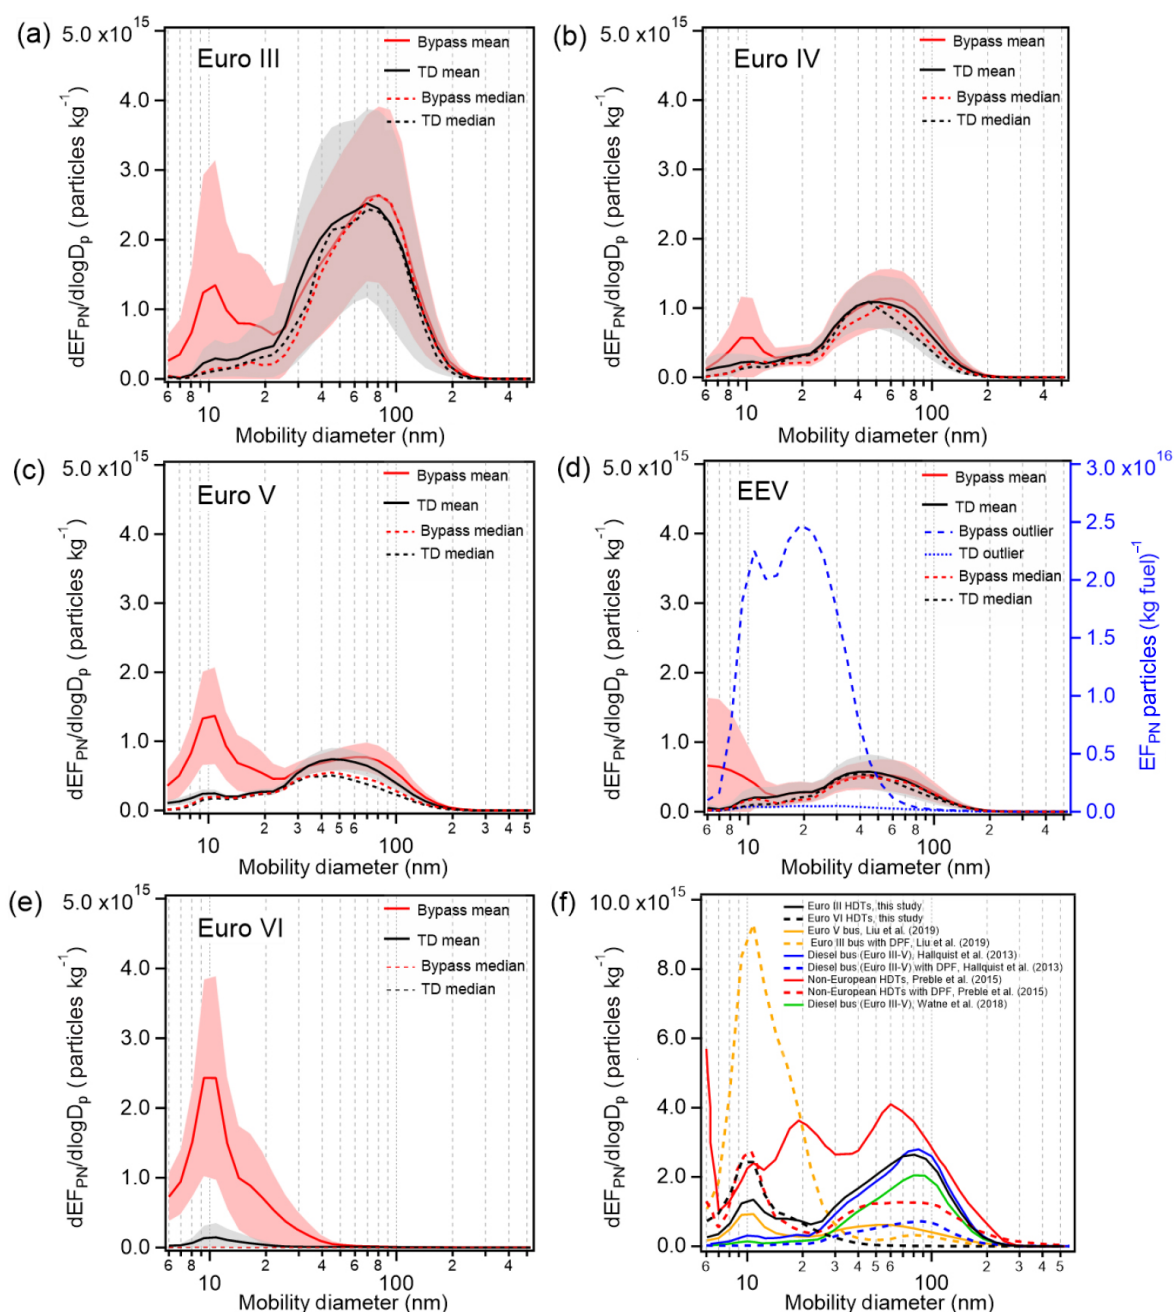 (a)
5.0 x10¹⁵
4.0
3.0
2.0
1.0
0.0
dEF_PN/dlogD_p (particles kg⁻¹)
Euro III
Bypass mean
TD mean
Bypass median
TD median
6 8 2 4 6 8 2 4
10 100
Mobility diameter (nm)
(b)
5.0 x10¹⁵
4.0
3.0
2.0
1.0
0.0
dEF_PN/dlogD_p (particles kg⁻¹)
Euro IV
Bypass mean
TD mean
Bypass median
TD median
6 8 2 4 6 8 2 4
10 100
Mobility diameter (nm)
(c)
5.0 x10¹⁵
4.0
3.0
2.0
1.0
0.0
dEF_PN/dlogD_p (particles kg⁻¹)
Euro V
Bypass mean
TD mean
Bypass median
TD median
6 8 2 3 4 5 6 2 3 4 5
10 100
Mobility diameter (nm)
(d)
5.0 x10¹⁵
4.0
3.0
2.0
1.0
0.0
dEF_PN/dlogD_p (particles kg⁻¹)
EEV
Bypass mean
TD mean
Bypass outlier
TD outlier
Bypass median
TD median
3.0 x10¹⁶
2.5
2.0
1.5
1.0
0.5
0.0
EF_PN particles (kg fuel)⁻¹
6 8 2 4 6 8 2 4
10 100
Mobility diameter (nm)
(e)
5.0 x10¹⁵
4.0
3.0
2.0
1.0
0.0
dEF_PN/dlogD_p (particles kg⁻¹)
Euro VI
Bypass mean
TD mean
Bypass median
TD median
6 8 2 4 6 8 2 4
10 100
Mobility diameter (nm)
(f)
10.0 x10¹⁵
8.0
6.0
4.0
2.0
0.0
dEF_PN/dlogD_p (particles kg⁻¹)
Euro III HDTs, this study
Euro VI HDTs, this study
Euro V bus, Liu et al. (2019)
Euro III bus with DPF, Liu et al. (2019)
Diesel bus (Euro III-V), Hallquist et al. (2013)
Diesel bus (Euro III-V) with DPF, Hallquist et al. (2013)
Non-European HDTs, Preble et al. (2015)
Non-European HDTs with DPF, Preble et al. (2015)
Diesel bus (Euro III-V), Watne et al. (2018)
6 8 2 3 4 5 6 8 2 3 4 5
10 100
Mobility diameter (nm)